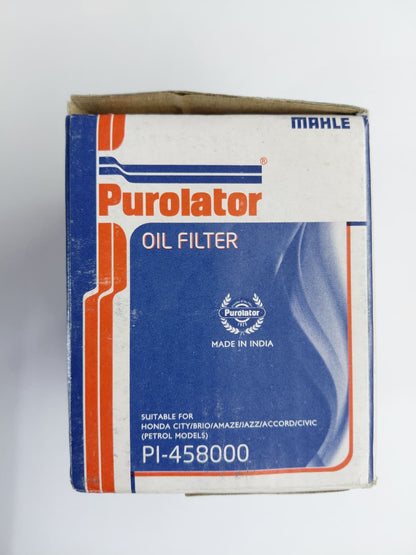 MAHLE
Purolator®
OIL FILTER
Purolator
1923
MADE IN INDIA
SUITABLE FOR
HONDA CITY/BRIO/AMAZE/JAZZ/ACCORD/CIVIC
(PETROL MODELS)
PI-458000